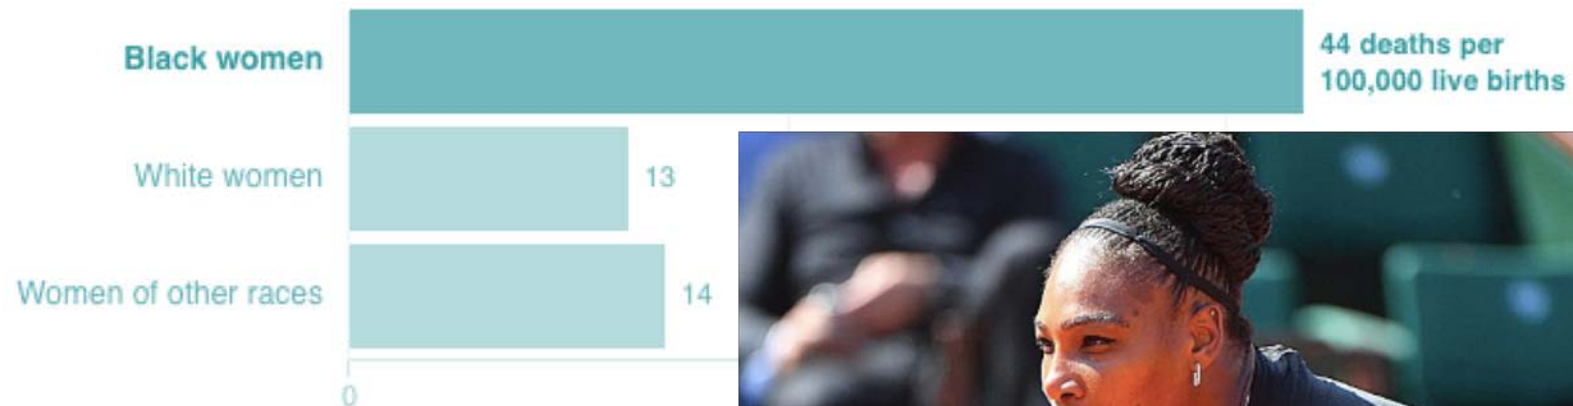 Black women
44 deaths per
100,000 live births
White women
13
Women of other races
14
0